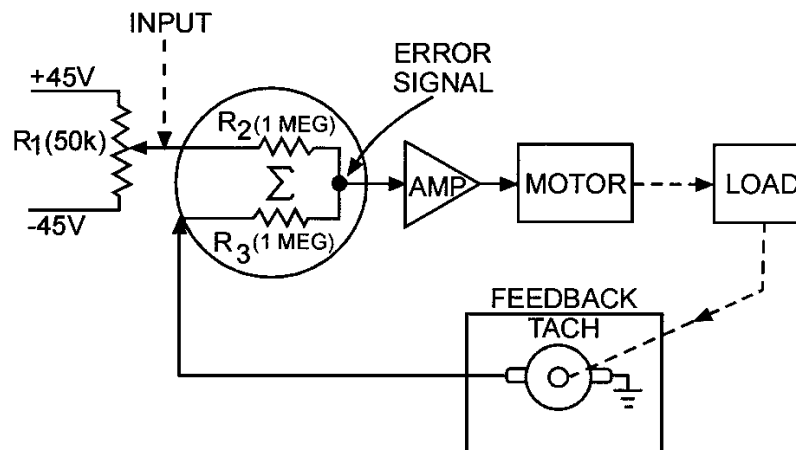 INPUT
ERROR
SIGNAL
+45V
R1(50k)
-45V
R2(1 MEG)
Σ
R3(1 MEG)
AMP
MOTOR
LOAD
FEEDBACK
TACH